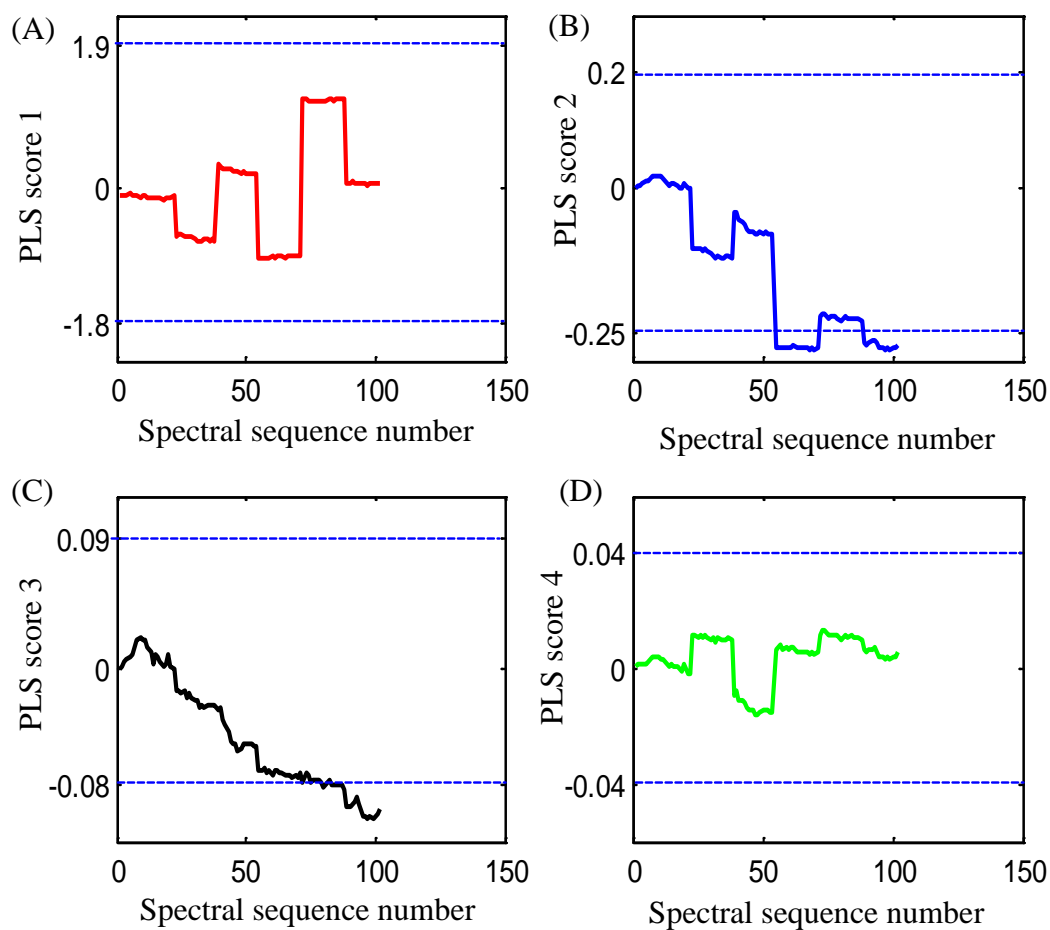 (A)
PLS score 1
1.9
0
-1.8
0 50 100 150
Spectral sequence number
(B)
PLS score 2
0.2
0
-0.25
0 50 100 150
Spectral sequence number
(C)
PLS score 3
0.09
0
-0.08
0 50 100 150
Spectral sequence number
(D)
PLS score 4
0.04
0
-0.04
0 50 100 150
Spectral sequence number